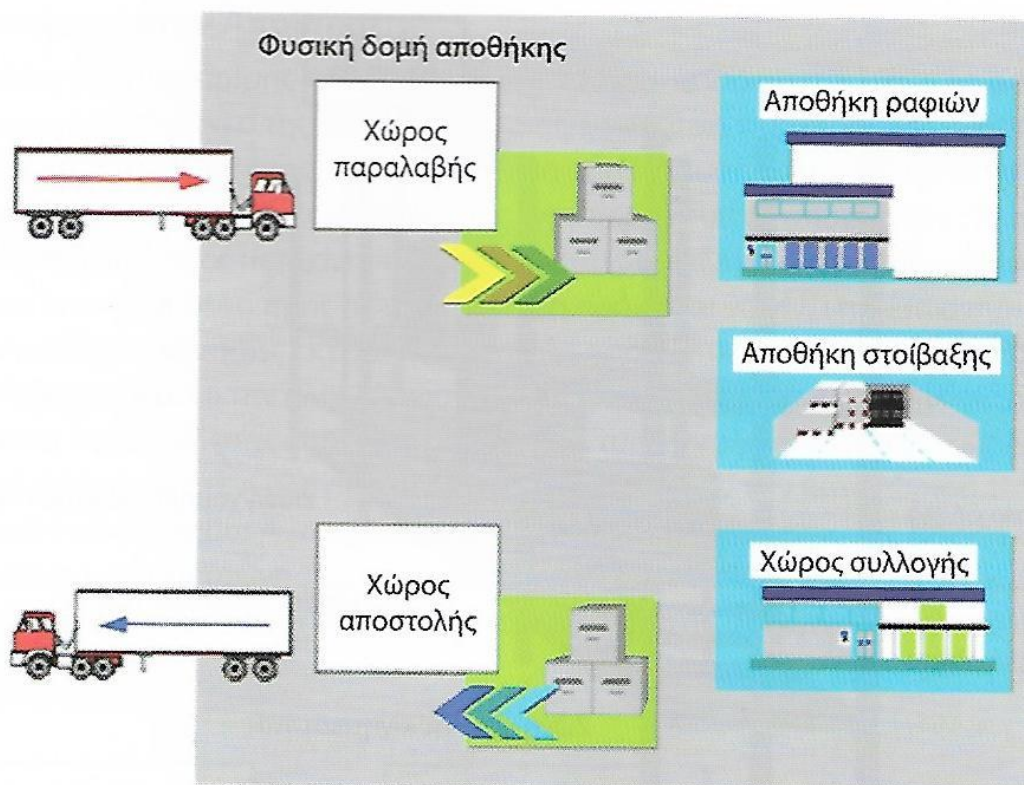 Φυσική δομή αποθήκης
Χώρος
παραλαβής
Αποθήκη ραφιών
Αποθήκη στοίβαξης
Χώρος
αποστολής
Χώρος συλλογής